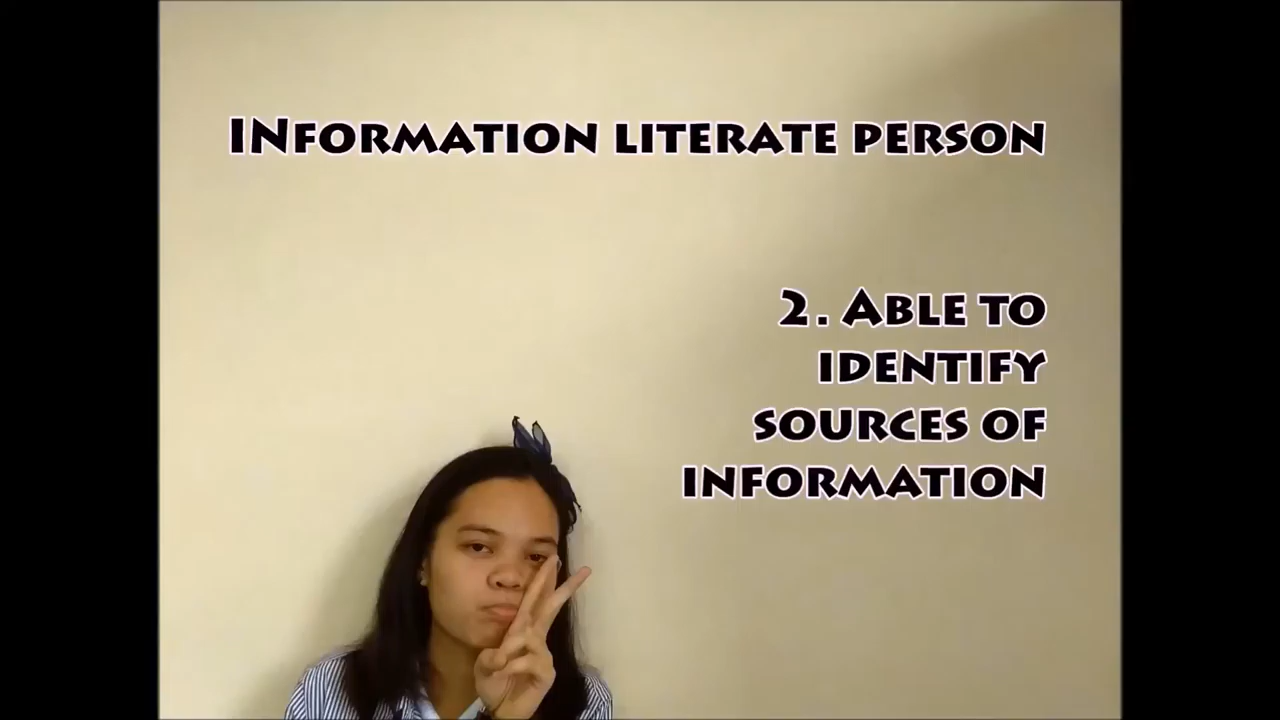 INFORMATION LITERATE PERSON
2. ABLE TO
IDENTIFY
SOURCES OF
INFORMATION